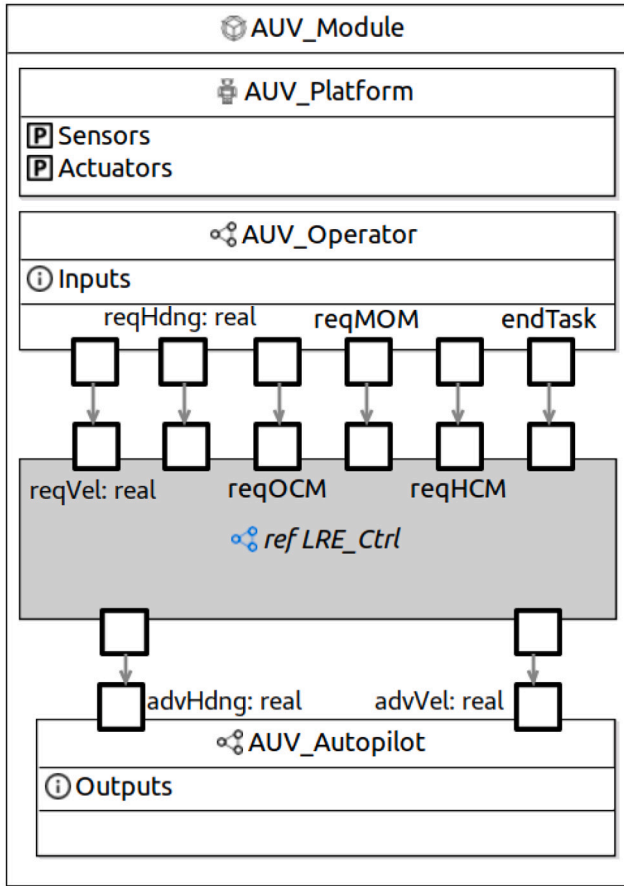 AUV_Module
AUV_Platform
P Sensors
P Actuators
AUV_Operator
i Inputs
reqHdng: real reqMOM endTask
reqVel: real reqOCM reqHCM
ref LRE_Ctrl
advHdng: real advVel: real
AUV_Autopilot
i Outputs